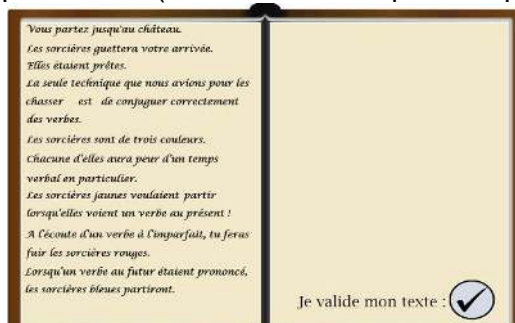 Vous partez jusqu'au château.
Les sorcières guettera votre arrivée.
Elles étaient prêtes.
La seule technique que nous avions pour les
chasser est de conjuguer correctement
des verbes.
Les sorcières sont de trois couleurs.
Chacune d'elles aura peur d'un temps
verbal en particulier.
Les sorcières jaunes voulaient partir
lorsqu'elles voient un verbe au présent !
A l'écoute d'un verbe à l'imparfait, tu feras
fuir les sorcières rouges.
Lorsqu'un verbe au futur étaient prononcé,
les sorcières bleues partiront.
Je valide mon texte :